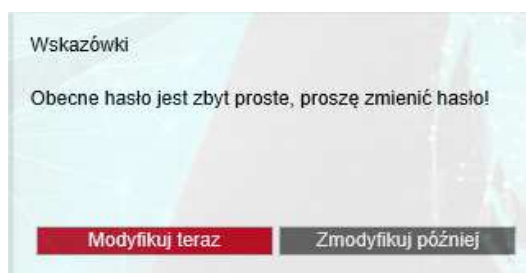 Wskazówki
Obecne hasło jest zbyt proste, proszę zmienić hasło!
Modyfikuj teraz
Zmodyfikuj później